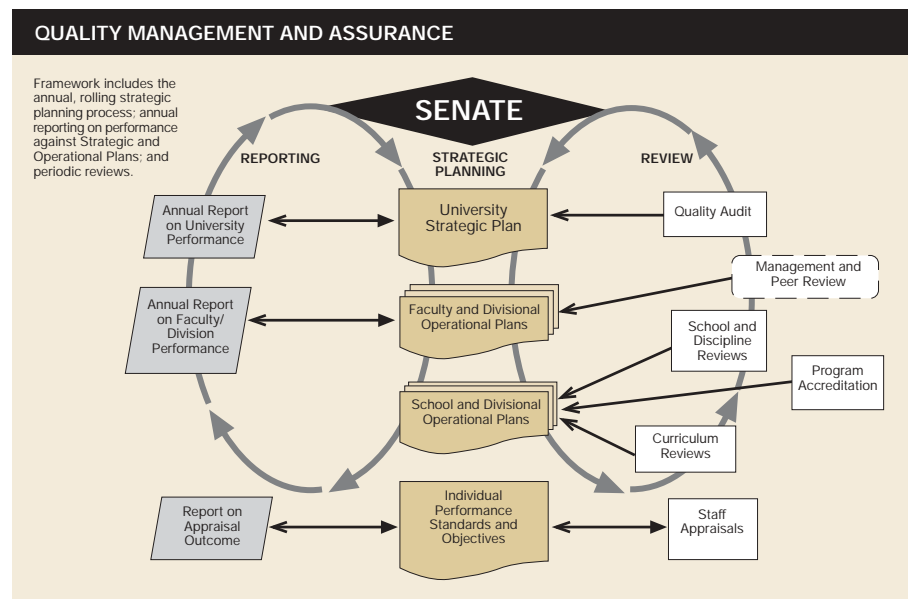 QUALITY MANAGEMENT AND ASSURANCE
Framework includes the
annual, rolling strategic
planning process; annual
reporting on performance
against Strategic and
Operational Plans; and
periodic reviews.
SENATE
REPORTING
STRATEGIC
PLANNING
REVIEW
Annual Report
on University
Performance
University
Strategic Plan
Quality Audit
Management and
Peer Review
Annual Report
on Faculty/
Division
Performance
Faculty and Divisional
Operational Plans
School and
Discipline
Reviews
Program
Accreditation
School and Divisional
Operational Plans
Curriculum
Reviews
Report on
Appraisal
Outcome
Individual
Performance
Standards and
Objectives
Staff
Appraisals